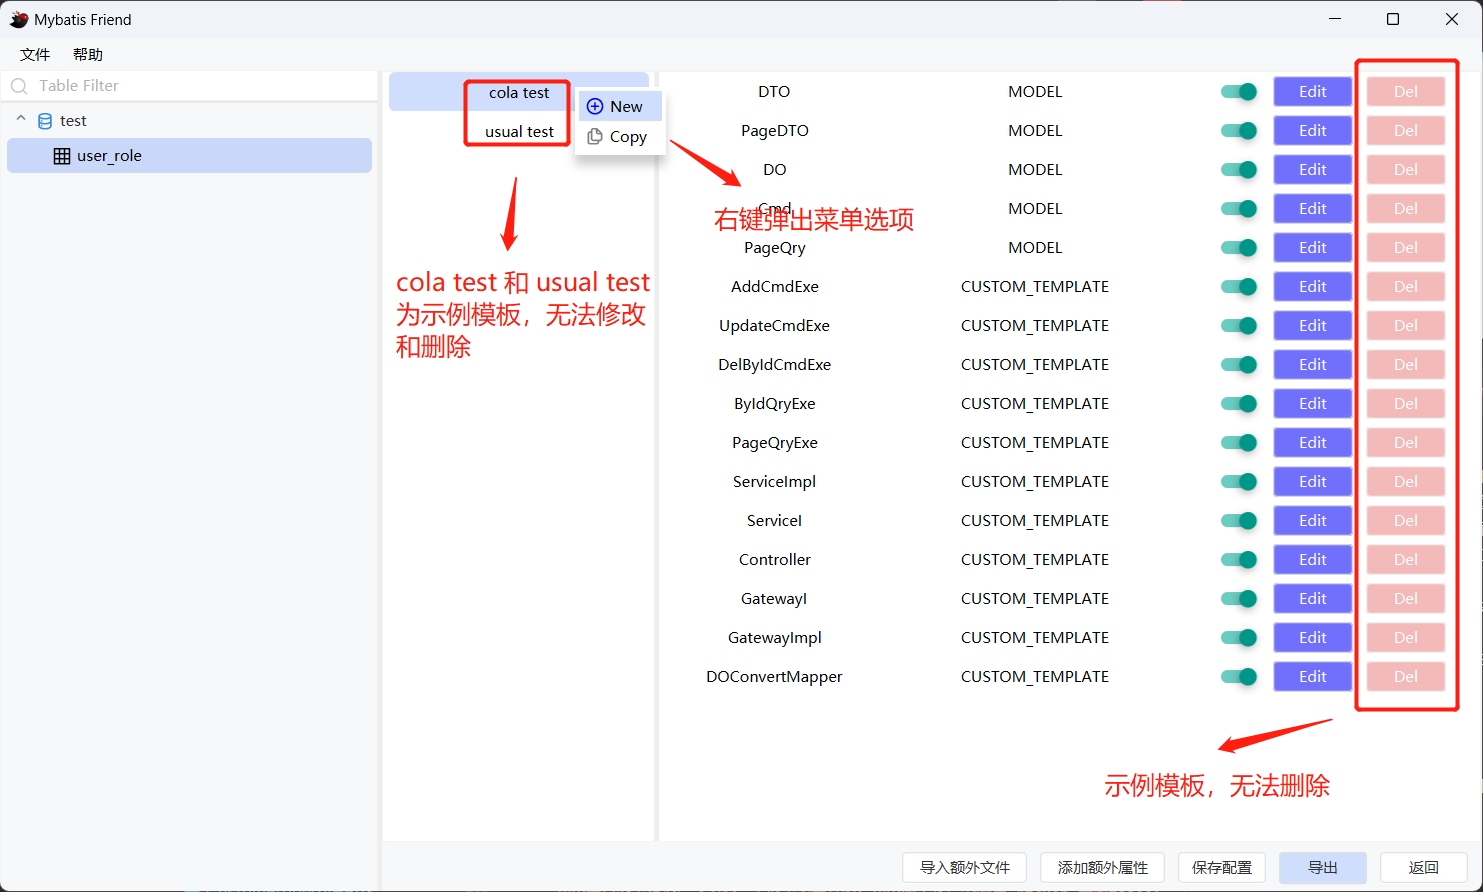 Mybatis Friend
文件 帮助
Table Filter
test
user_role
cola test
usual test
New
Copy
右键弹出菜单选项
cola test 和 usual test
为示例模板，无法修改
和删除
DTO MODEL Edit Del
PageDTO MODEL Edit Del
DO MODEL Edit Del
Cmd MODEL Edit Del
PageQry MODEL Edit Del
AddCmdExe CUSTOM_TEMPLATE Edit Del
UpdateCmdExe CUSTOM_TEMPLATE Edit Del
DelByIdCmdExe CUSTOM_TEMPLATE Edit Del
ByIdQryExe CUSTOM_TEMPLATE Edit Del
PageQryExe CUSTOM_TEMPLATE Edit Del
ServiceImpl CUSTOM_TEMPLATE Edit Del
ServiceI CUSTOM_TEMPLATE Edit Del
Controller CUSTOM_TEMPLATE Edit Del
GatewayI CUSTOM_TEMPLATE Edit Del
GatewayImpl CUSTOM_TEMPLATE Edit Del
DOConvertMapper CUSTOM_TEMPLATE Edit Del
示例模板，无法删除
导入额外文件 添加额外属性 保存配置 导出 返回